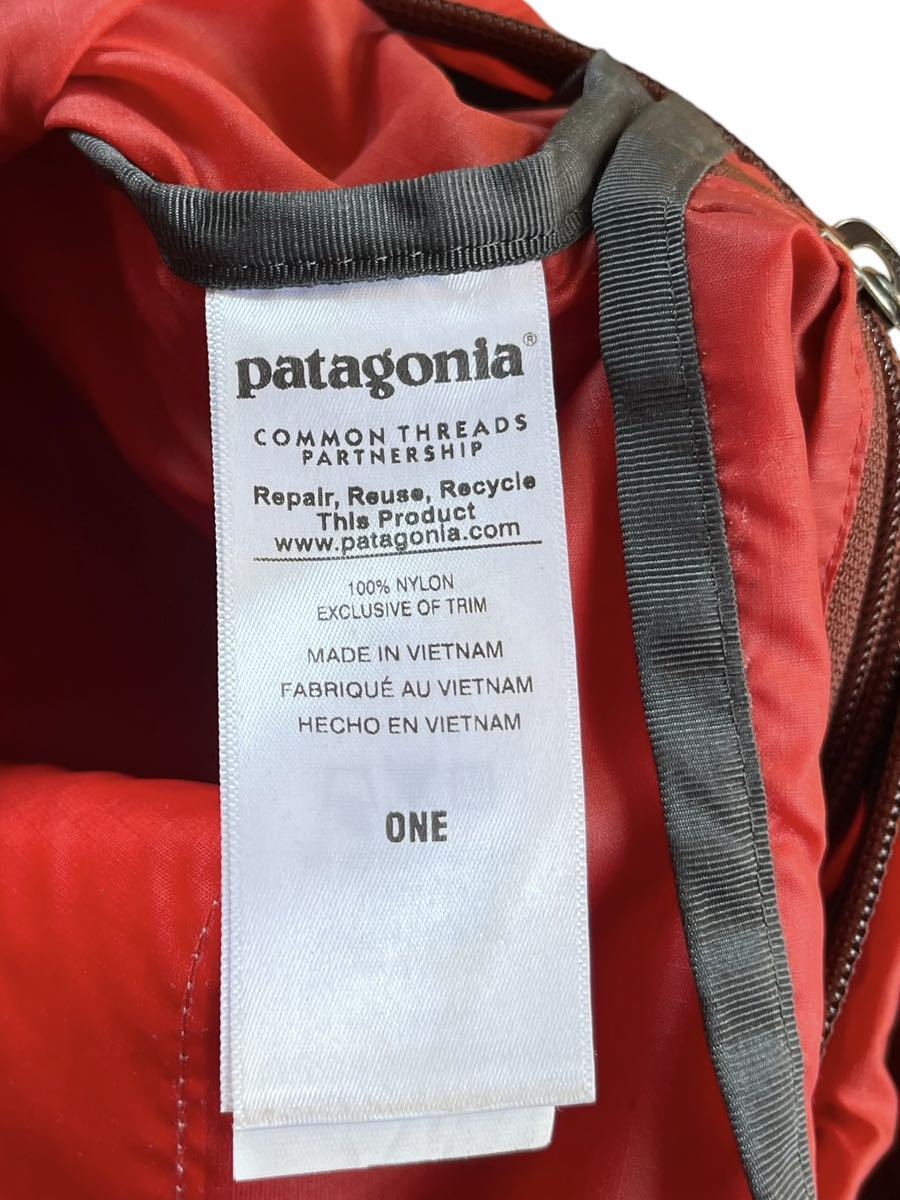 patagonia®
COMMON THREADS
PARTNERSHIP
Repair, Reuse, Recycle
This Product
www.patagonia.com
100% NYLON
EXCLUSIVE OF TRIM
MADE IN VIETNAM
FABRIQUÉ AU VIETNAM
HECHO EN VIETNAM
ONE